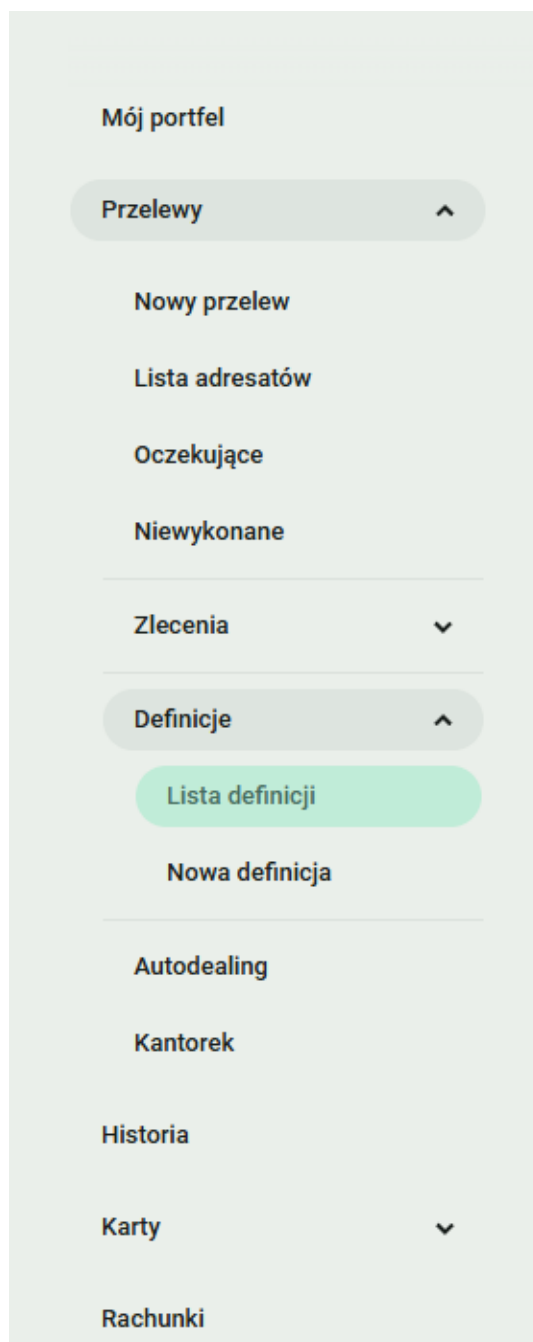 Mój portfel
Przelewy
Nowy przelew
Lista adresatów
Oczekujące
Niewykonane
Zlecenia
Definicje
Lista definicji
Nowa definicja
Autodealing
Kantorek
Historia
Karty
Rachunki